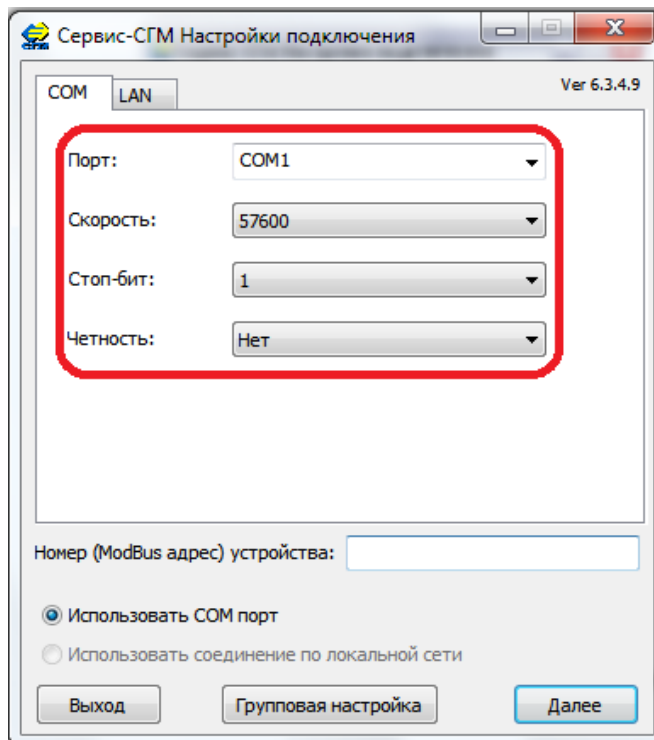 Сервис-СГМ Настройки подключения
COM
LAN
Ver 6.3.4.9
Порт:
COM1
Скорость:
57600
Стоп-бит:
1
Четность:
Нет
Номер (ModBus адрес) устройства:
Использовать COM порт
Использовать соединение по локальной сети
Выход
Групповая настройка
Далее